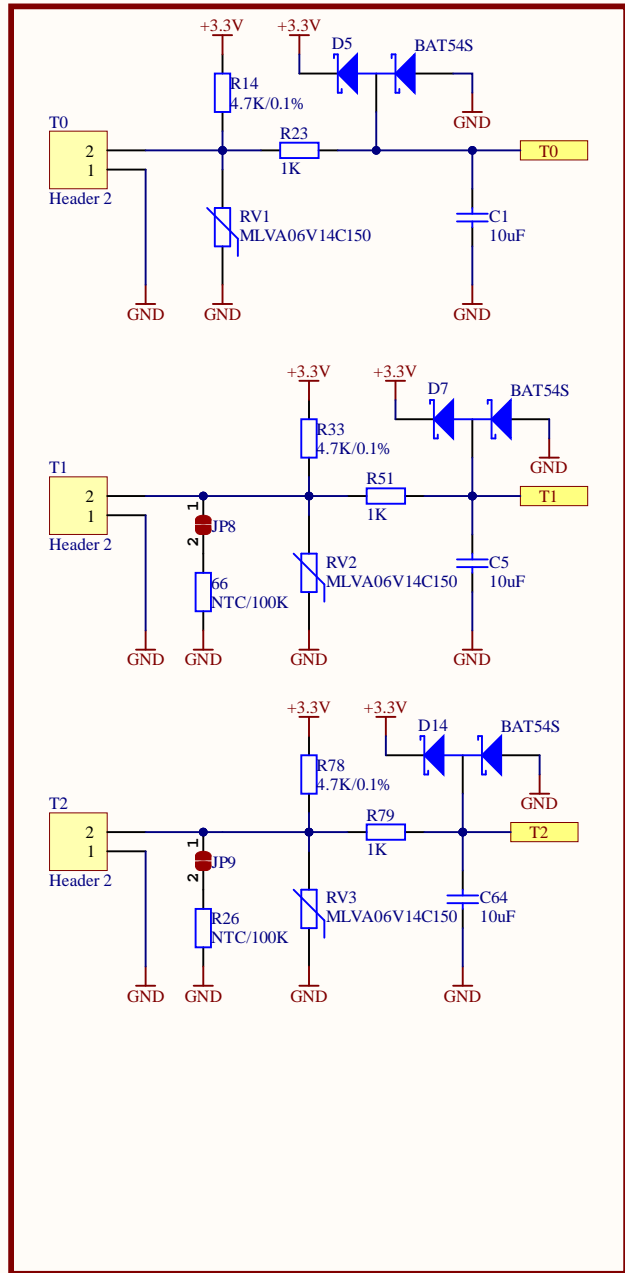 +3.3V
+3.3V
D5
BAT54S
R14
4.7K/0.1%
GND
T0
R23
2
1
1K
T0
Header 2
RV1
MLVA06V14C150
C1
10uF
GND
GND
GND
+3.3V
+3.3V
D7
BAT54S
R33
4.7K/0.1%
GND
T1
R51
2
1
1K
T1
Header 2
1
JP8
2
RV2
MLVA06V14C150
C5
10uF
66
NTC/100K
GND
GND
GND
GND
+3.3V
+3.3V
D14
BAT54S
R78
4.7K/0.1%
GND
T2
R79
2
1
1K
T2
Header 2
1
JP9
2
RV3
MLVA06V14C150
C64
10uF
R26
NTC/100K
GND
GND
GND
GND